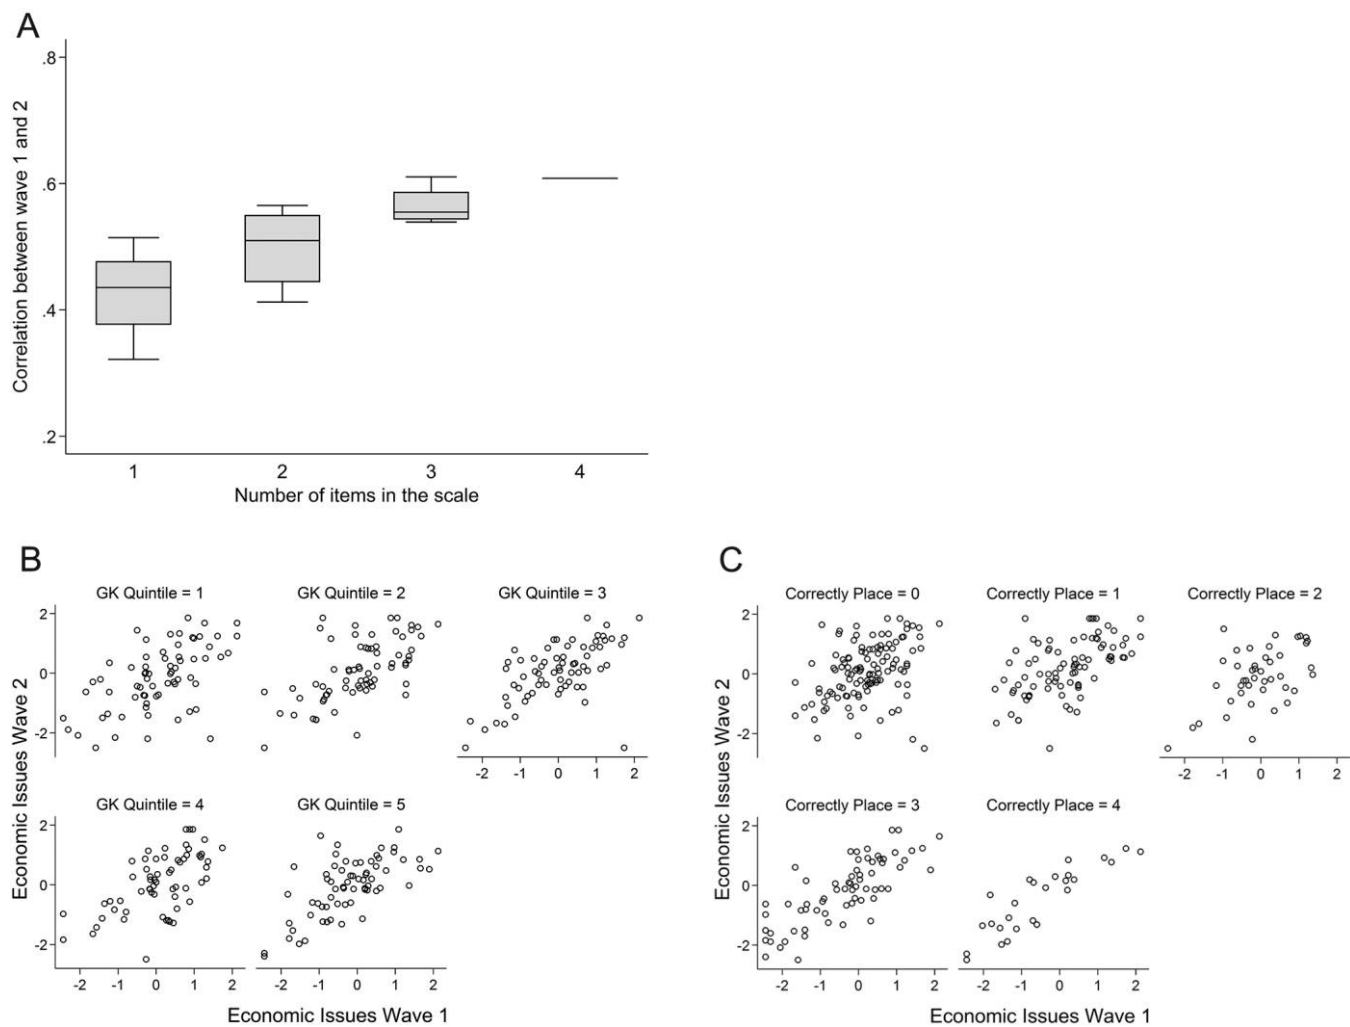 A
Correlation between wave 1 and 2
.8
.6
.4
.2
1 2 3 4
Number of items in the scale
B
Economic Issues Wave 2
GK Quintile = 1 GK Quintile = 2 GK Quintile = 3
2
0
-2
-2 -1 0 1 2
GK Quintile = 4 GK Quintile = 5
2
0
-2
-2 -1 0 1 2 -2 -1 0 1 2
Economic Issues Wave 1
C
Economic Issues Wave 2
Correctly Place = 0 Correctly Place = 1 Correctly Place = 2
2
0
-2
-2 -1 0 1 2
Correctly Place = 3 Correctly Place = 4
2
0
-2
-2 -1 0 1 2 -2 -1 0 1 2
Economic Issues Wave 1